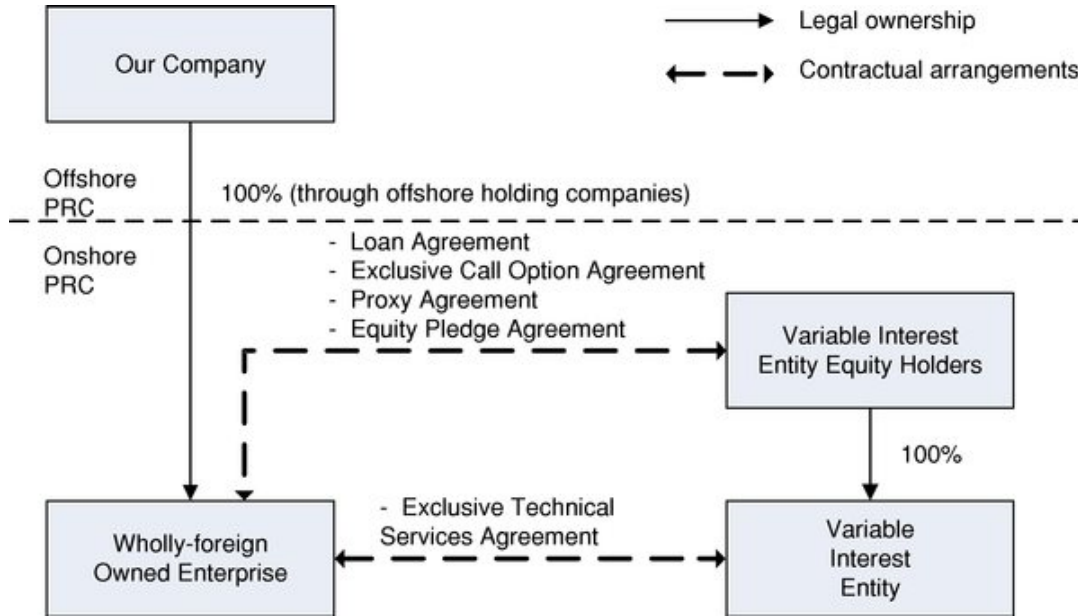 Our Company
Legal ownership
Contractual arrangements
Offshore
PRC
100% (through offshore holding companies)
Onshore
PRC
- Loan Agreement
- Exclusive Call Option Agreement
- Proxy Agreement
- Equity Pledge Agreement
Variable Interest
Entity Equity Holders
100%
- Exclusive Technical
Services Agreement
Wholly-foreign
Owned Enterprise
Variable
Interest
Entity